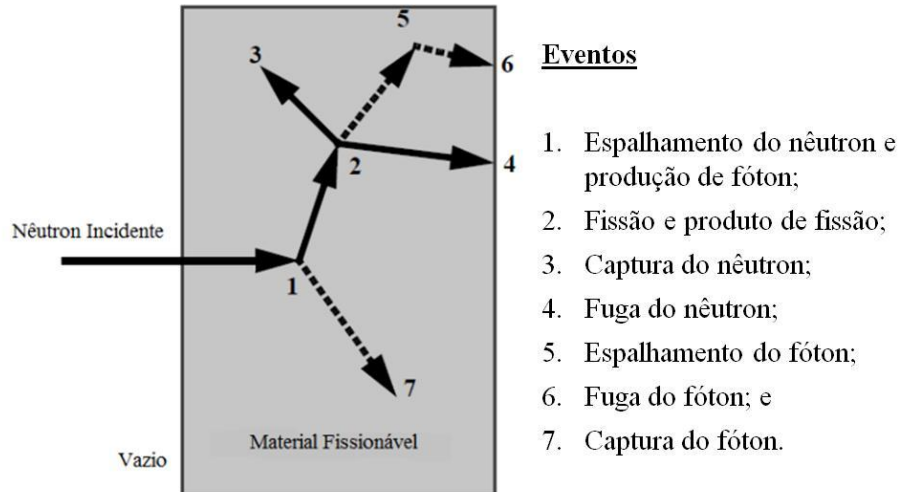 5
3
6
2
4
Nêutron Incidente
1
7
Material Fissionável
Vazio
Eventos
1. Espalhamento do nêutron e
produção de fóton;
2. Fissão e produto de fissão;
3. Captura do nêutron;
4. Fuga do nêutron;
5. Espalhamento do fóton;
6. Fuga do fóton; e
7. Captura do fóton.